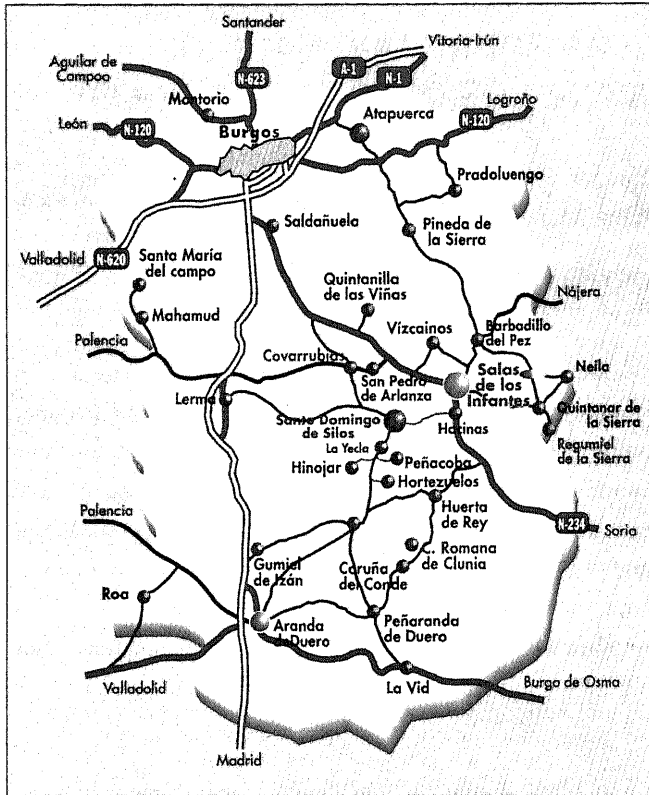 Santander
Aguilar de
Campoo
N-623
A-1
Vitoria-Irún
N-1
Montorio
Atapuerca
Logroño
León
N-120
Burgos
N-120
Pradoluengo
Saldañuela
Pineda de
la Sierra
Valladolid
N-620
Santa María
del campo
Quintanilla
de las Viñas
Nájera
Mahamud
Vizcainos
Barbadillo
del Pez
Palencia
Covarrubias
San Pedro
de Arlanza
Salas
de los
Infantes
Neila
Lerma
Quintanar de
la Sierra
Santo Domingo
de Silos
Hacinas
Regumiel
de la Sierra
La Yecla
Hinojar
Peñacoba
Hortezuelos
Huerta
de Rey
Palencia
N-234
Soria
Gumiel
de Izán
Coruña
del Conde
C. Romana
de Clunia
Roa
Aranda
de Duero
Peñaranda
de Duero
Valladolid
La Vid
Burgo de Osma
Madrid